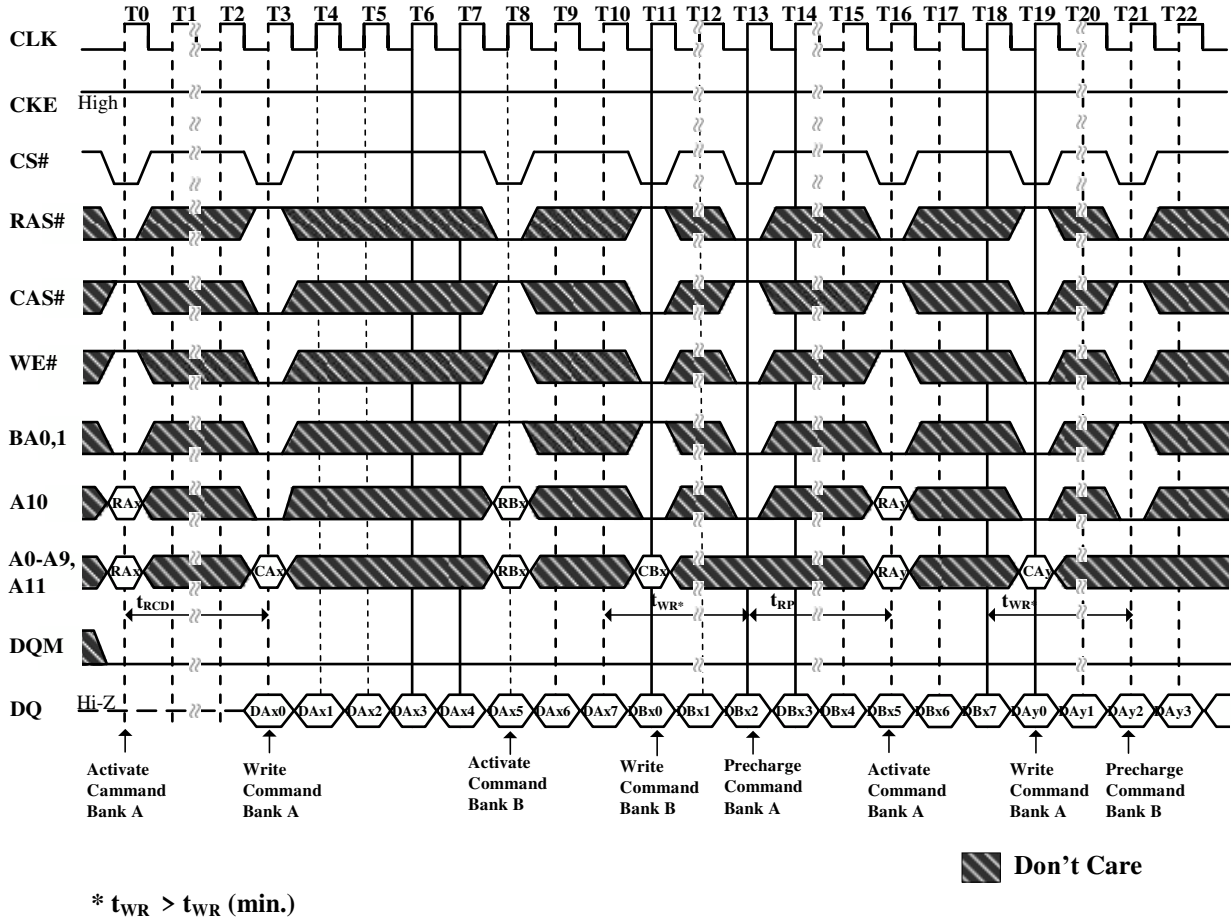 T0 T1 T2 T3 T4 T5 T6 T7 T8 T9 T10 T11 T12 T13 T14 T15 T16 T17 T18 T19 T20 T21 T22
CLK
CKE High
CS#
RAS#
CAS#
WE#
BA0,1
A10 RAx RBx RAy
A0-A9,
A11 RAx CAx RBx CBx RAy CAy
tRCD tWR* tRP tWR*
DQM
DQ Hi-Z DAx0 DAx1 DAx2 DAx3 DAx4 DAx5 DAx6 DAx7 DBx0 DBx1 DBx2 DBx3 DBx4 DBx5 DBx6 DBx7 DAy0 DAy1 DAy2 DAy3
Activate
Cammand
Bank A
Write
Command
Bank A
Activate
Command
Bank B
Write
Command
Bank B
Precharge
Command
Bank A
Activate
Command
Bank A
Write
Command
Bank A
Precharge
Command
Bank B
Don't Care
* tWR > tWR (min.)